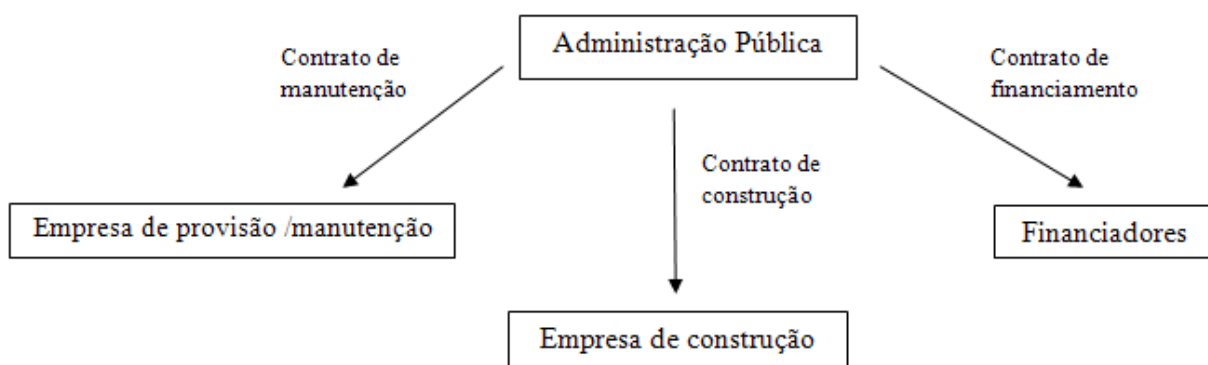 Administração Pública
Contrato de
manutenção
Contrato de
financiamento
Contrato de
construção
Empresa de provisão /manutenção
Financiadores
Empresa de construção